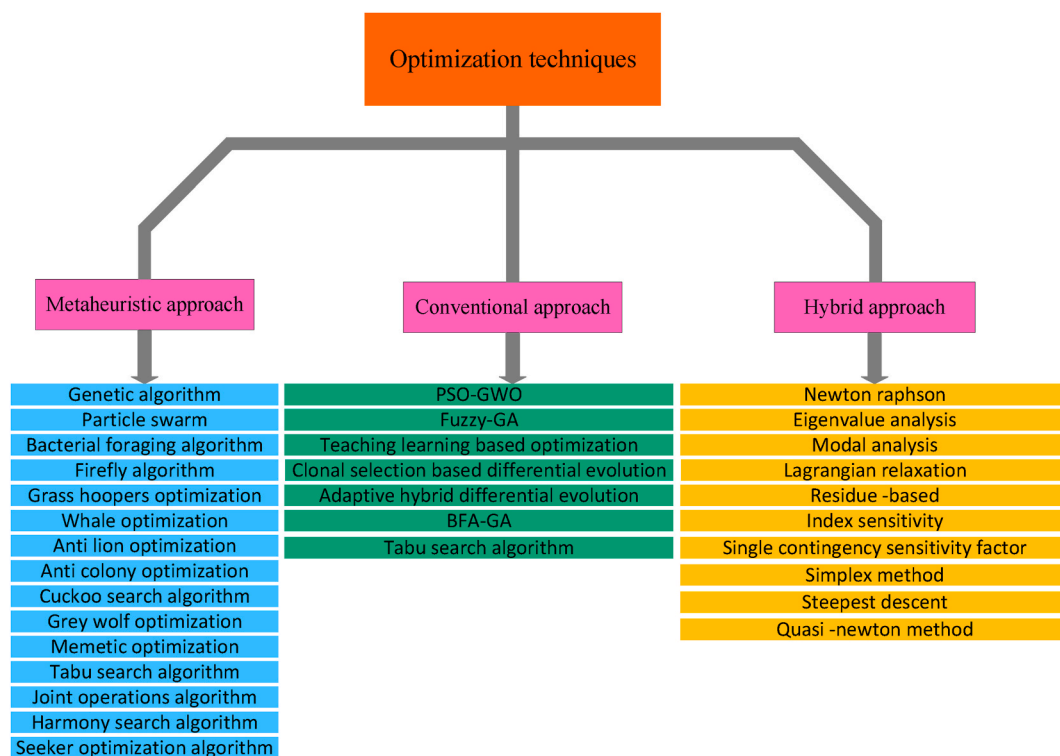 Optimization techniques
Metaheuristic approach
Conventional approach
Hybrid approach
Genetic algorithm
Particle swarm
Bacterial foraging algorithm
Firefly algorithm
Grass hoopers optimization
Whale optimization
Anti lion optimization
Anti colony optimization
Cuckoo search algorithm
Grey wolf optimization
Memetic optimization
Tabu search algorithm
Joint operations algorithm
Harmony search algorithm
Seeker optimization algorithm
PSO-GWO
Fuzzy-GA
Teaching learning based optimization
Clonal selection based differential evolution
Adaptive hybrid differential evolution
BFA-GA
Tabu search algorithm
Newton raphson
Eigenvalue analysis
Modal analysis
Lagrangian relaxation
Residue -based
Index sensitivity
Single contingency sensitivity factor
Simplex method
Steepest descent
Quasi -newton method